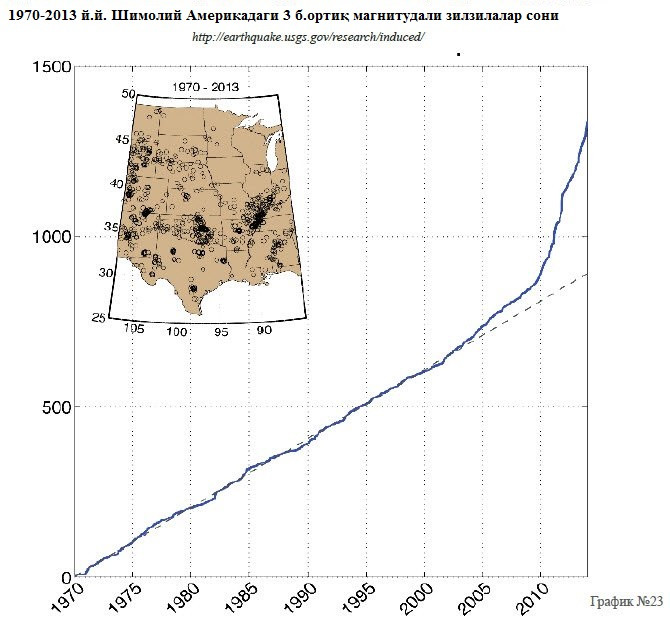 1970-2013 й.й. Шимолий Америкадаги 3 б.ортиқ магнитудали зилзилалар сони
http://earthquake.usgs.gov/research/induced/
1500
1970 - 2013
50
45
40
35
30
25
105 100 95 90
1000
500
0
1970 1975 1980 1985 1990 1995 2000 2005 2010
График №23